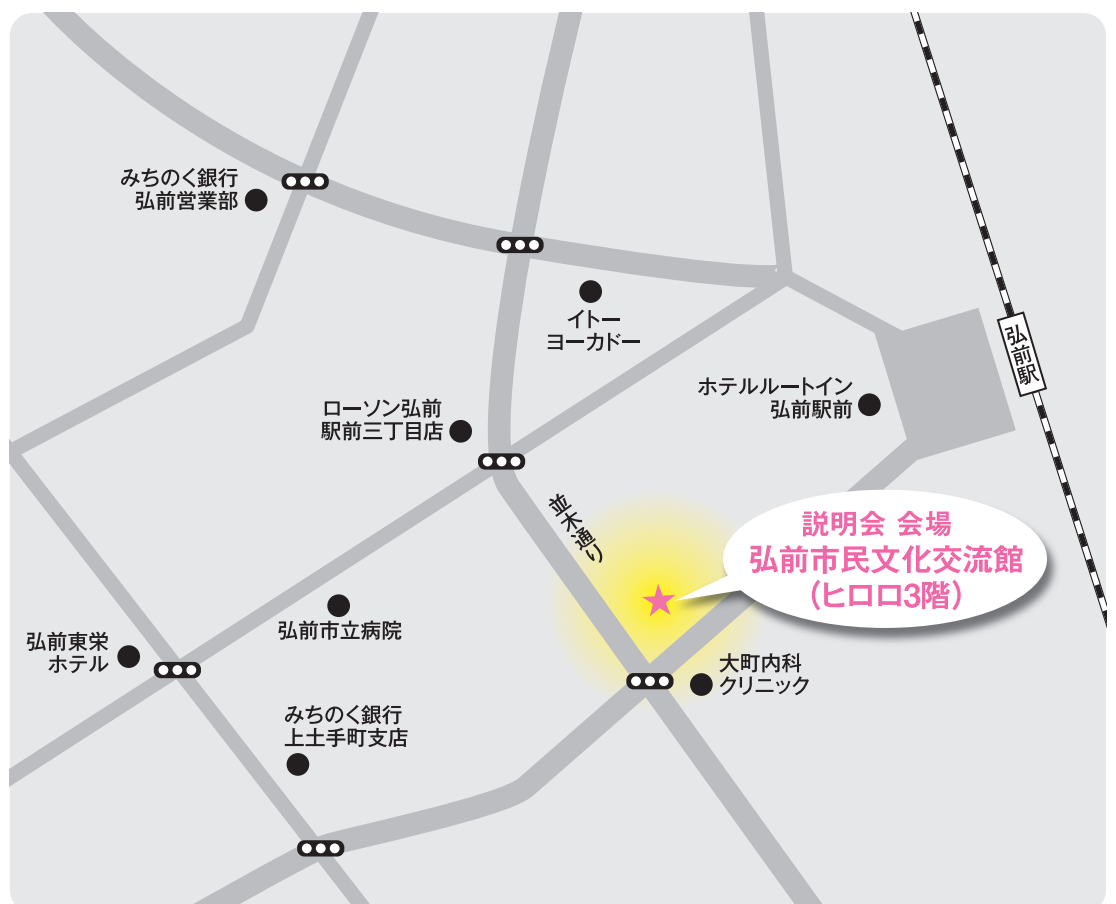 みちのく銀行
弘前営業部
イトー
ヨーカドー
弘前駅
ホテルルートイン
弘前駅前
ローソン弘前
駅前三丁目店
並木通り
説明会 会場
弘前市民文化交流館
(ヒロロ3階)
弘前市立病院
弘前東栄
ホテル
大町内科
クリニック
みちのく銀行
上土手町支店